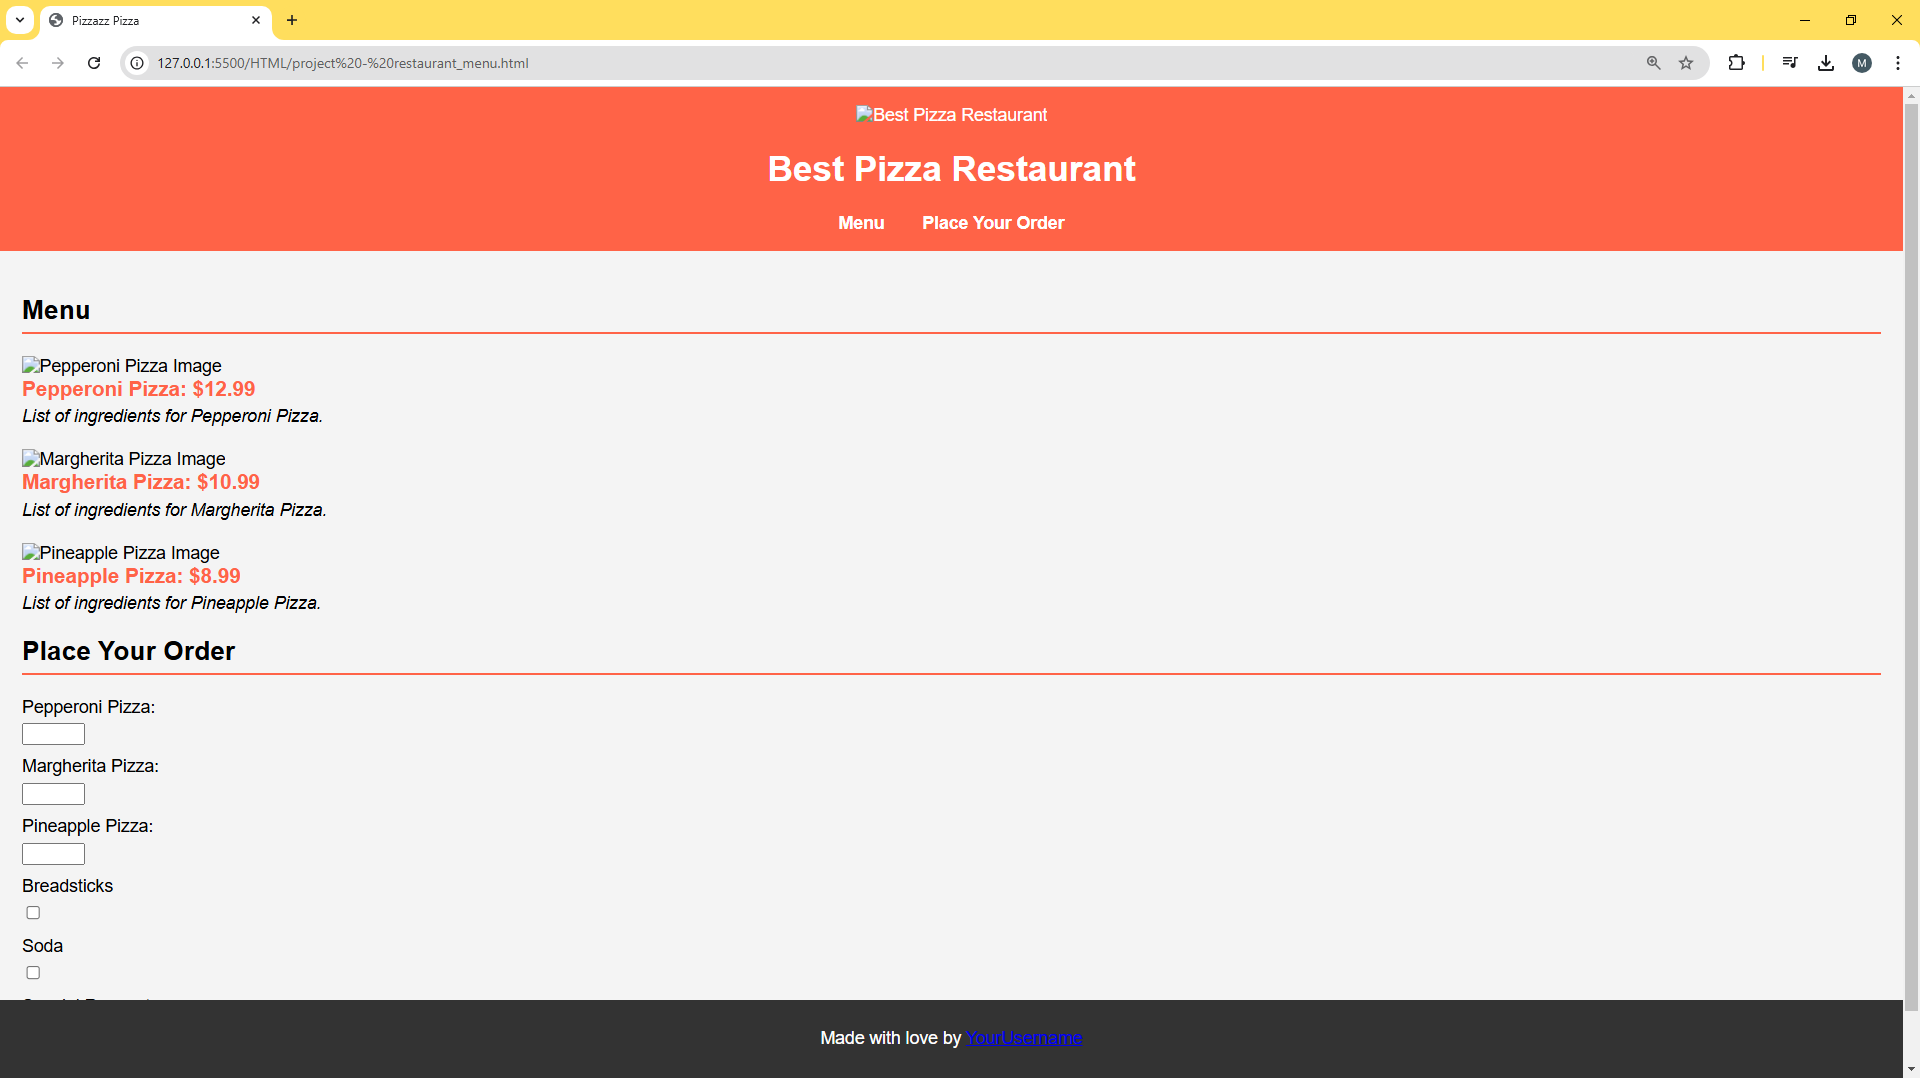 Pizzazz Pizza
127.0.0.1:5500/HTML/project%20-%20restaurant_menu.html
M
Best Pizza Restaurant
Best Pizza Restaurant
Menu Place Your Order
Menu
Pepperoni Pizza Image
Pepperoni Pizza: $12.99
List of ingredients for Pepperoni Pizza.
Margherita Pizza Image
Margherita Pizza: $10.99
List of ingredients for Margherita Pizza.
Pineapple Pizza Image
Pineapple Pizza: $8.99
List of ingredients for Pineapple Pizza.
Place Your Order
Pepperoni Pizza:
Margherita Pizza:
Pineapple Pizza:
Breadsticks
Soda
Made with love by YourUsername